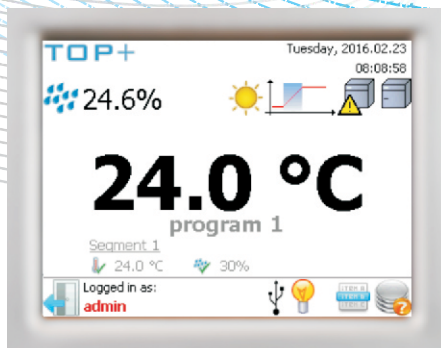 TOP+
Tuesday, 2016.02.23
08:08:58
24.6%
24.0 °C
program 1
Segment 1
24.0 °C 30%
Logged in as:
admin